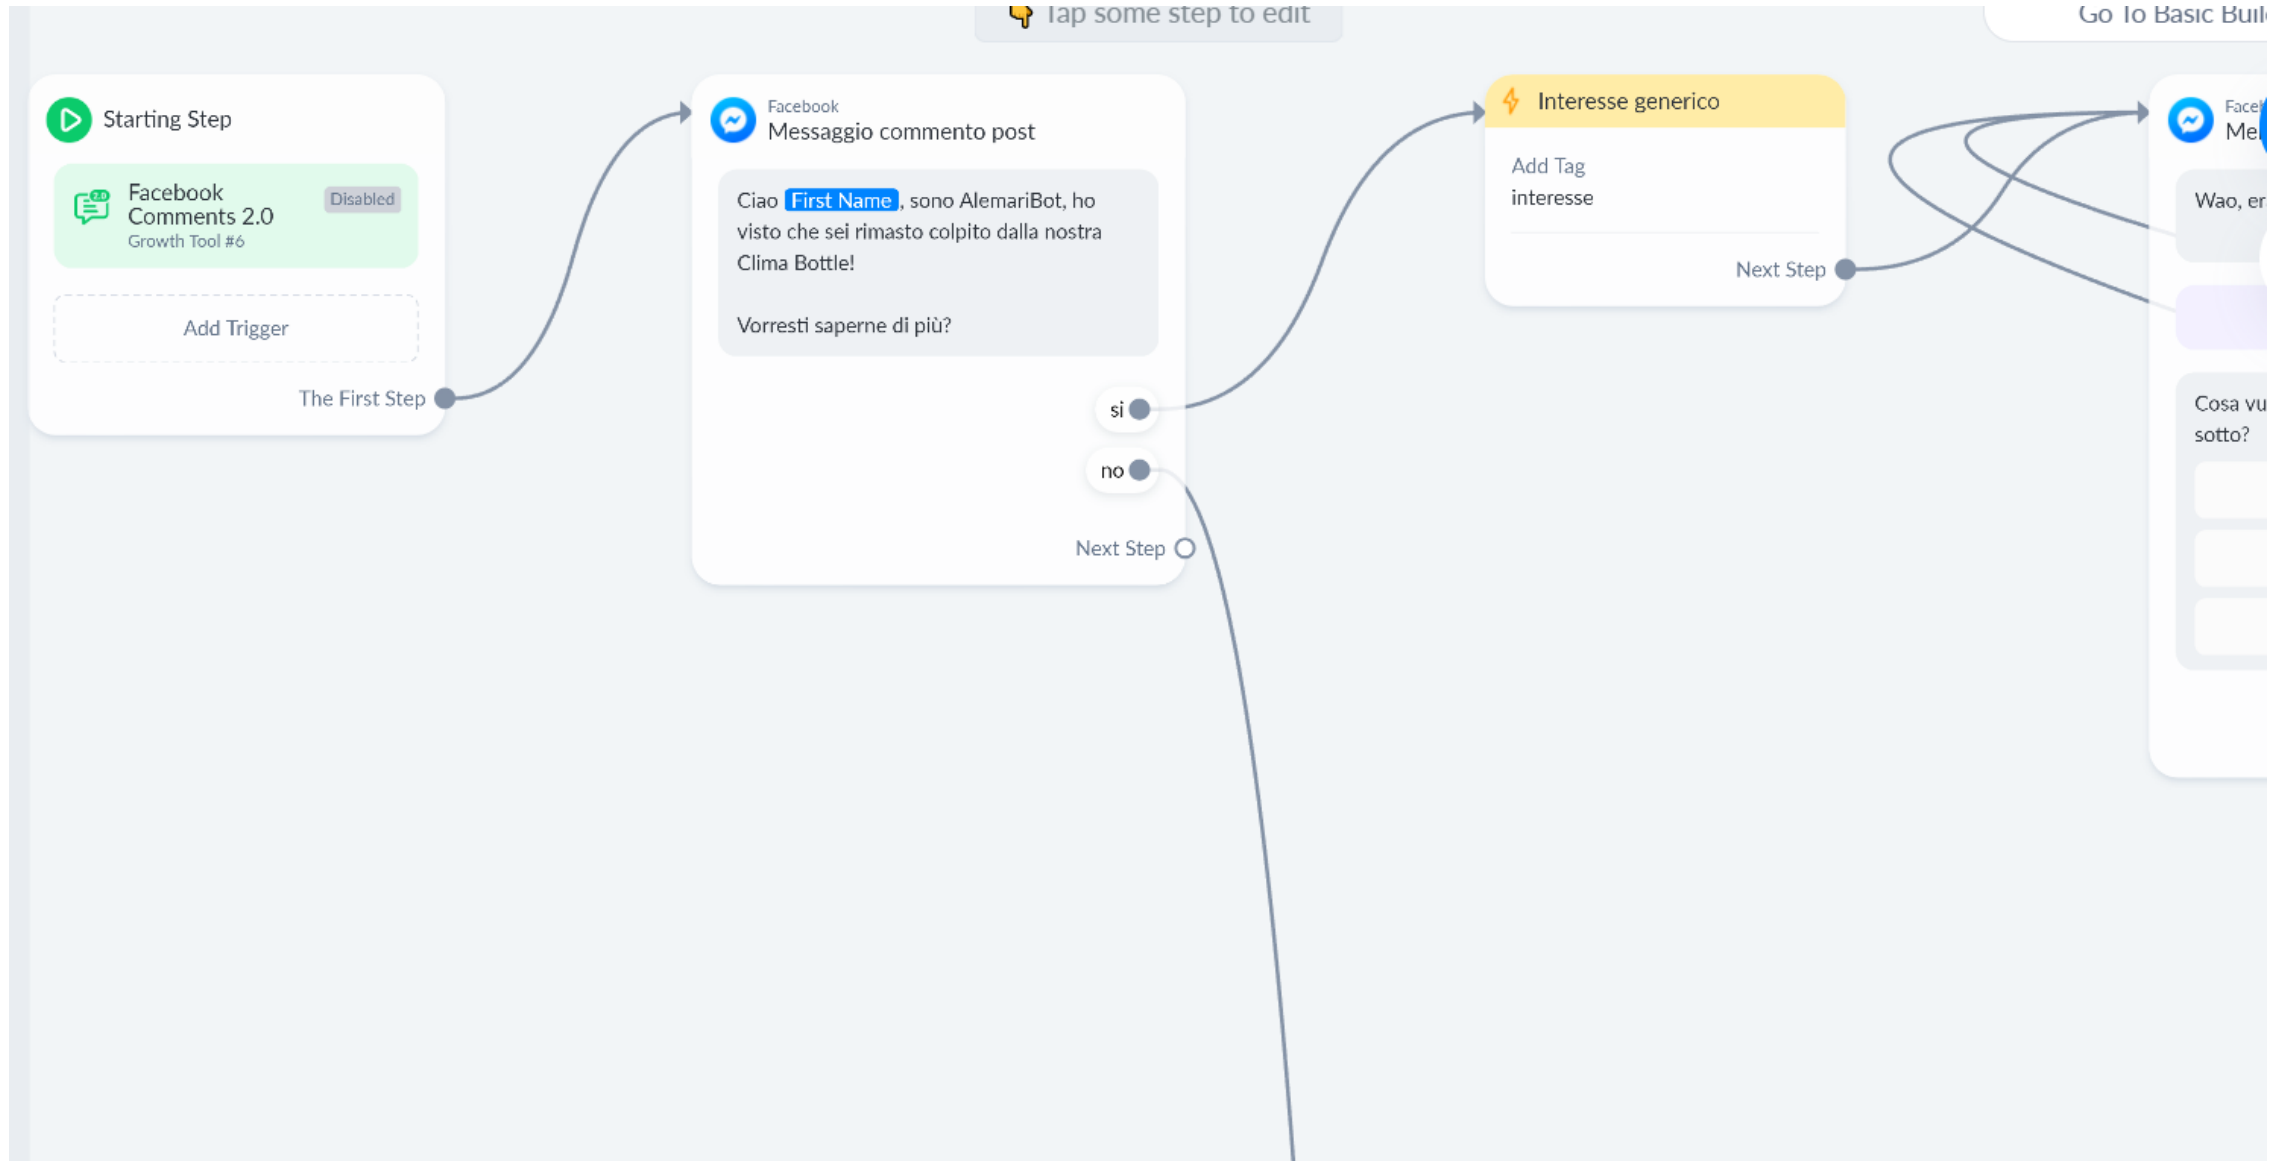 Tap some step to edit
Go To Basic
Starting Step
Facebook
Comments 2.0
Disabled
Growth Tool #6
Add Trigger
The First Step
Facebook
Messaggio commento post
Ciao First Name , sono AlemariBot, ho
visto che sei rimasto colpito dalla nostra
Clima Bottle!
Vorresti saperne di più?
si
no
Next Step
Interesse generico
Add Tag
interesse
Next Step
Wao,
Cosa
sotto?